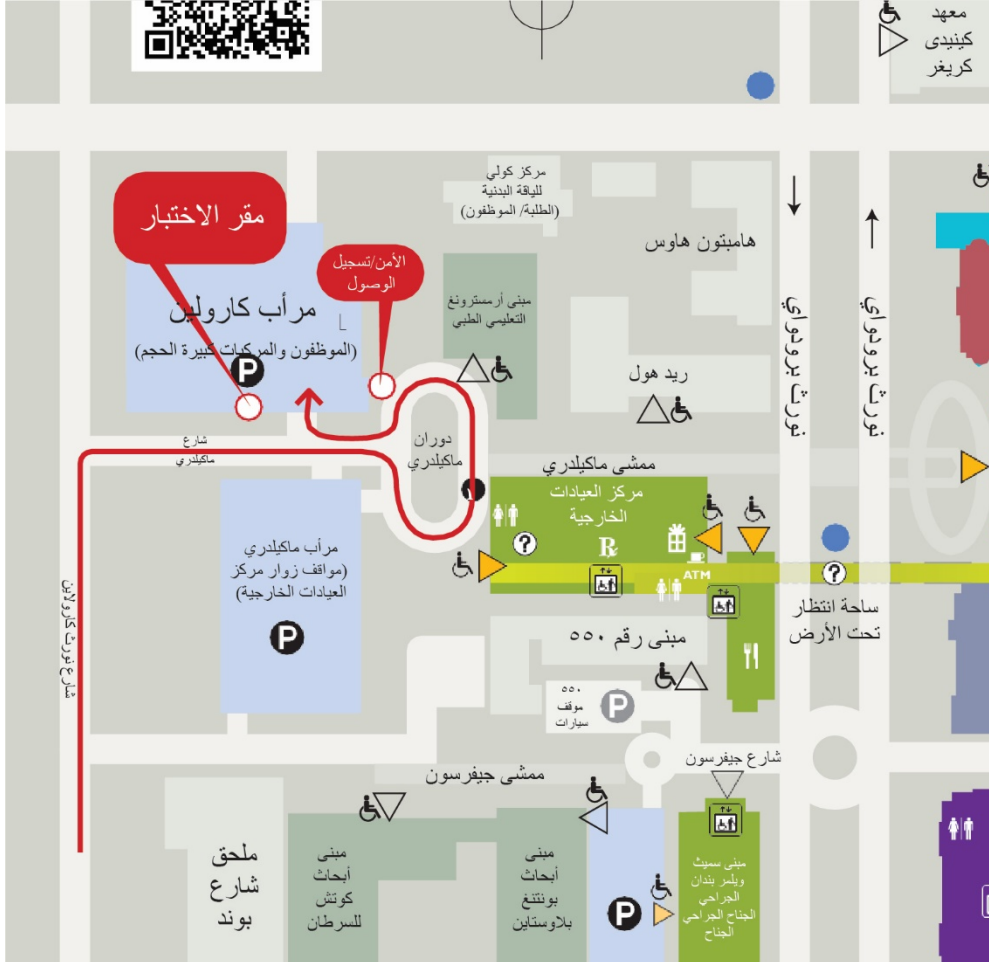 معهد
كينيدى
كريغر
مركز كولي
للياقة البدنية
(الطلبة/ الموظفون)
مقر الاختبار
هامبتون هاوس
الأمن/تسجيل
الوصول
مبنى أرمسترونغ
التعليمي الطبي
مرأب كارولين
L
(الموظفون والمركبات كبيرة الحجم)
P
نورث برودواي
نورث برودواي
ريد هول
شارع
ماكيلدري
دوران
ماكيلدري
ممشى ماكيلدري
مركز العيادات
الخارجية
?
Rx
ATM
?
مرأب ماكيلدري
(مواقف زوار مركز
العيادات الخارجية)
P
ساحة انتظار
تحت الأرض
شارع نورث كارولاين
مبنى رقم ٥٥٠
٥٥٠
موقف
سيارات
P
شارع جيفرسون
ممشى جيفرسون
ملحق
شارع
بوند
مبنى
أبحاث
كوتش
للسرطان
مبنى
أبحاث
بونتنغ
بلاوستاين
P
مبنى سميث
ويلمر بندان
الجراحي
الجناح الجراحي
الجناح